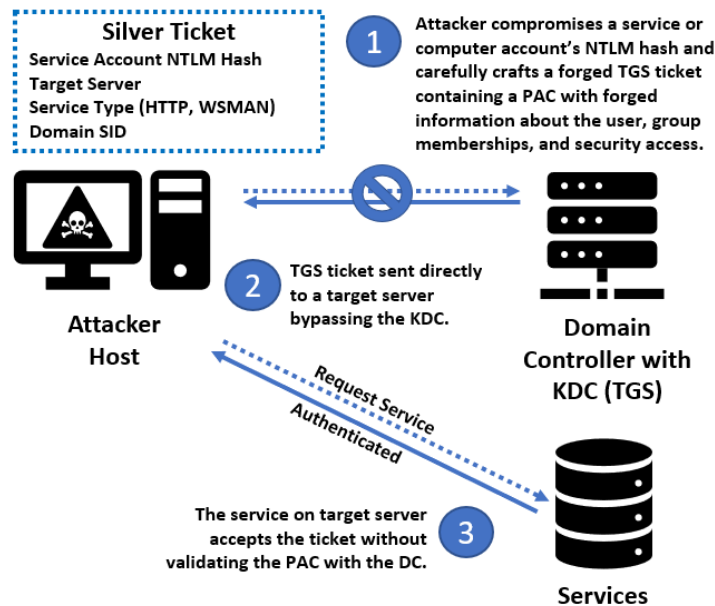 Silver Ticket
Service Account NTLM Hash
Target Server
Service Type (HTTP, WSMAN)
Domain SID
1
Attacker compromises a service or
computer account's NTLM hash and
carefully crafts a forged TGS ticket
containing a PAC with forged
information about the user, group
memberships, and security access.
2
TGS ticket sent directly
to a target server
bypassing the KDC.
Attacker
Host
Domain
Controller with
KDC (TGS)
Request Service
Authenticated
The service on target server
accepts the ticket without
validating the PAC with the DC.
3
Services